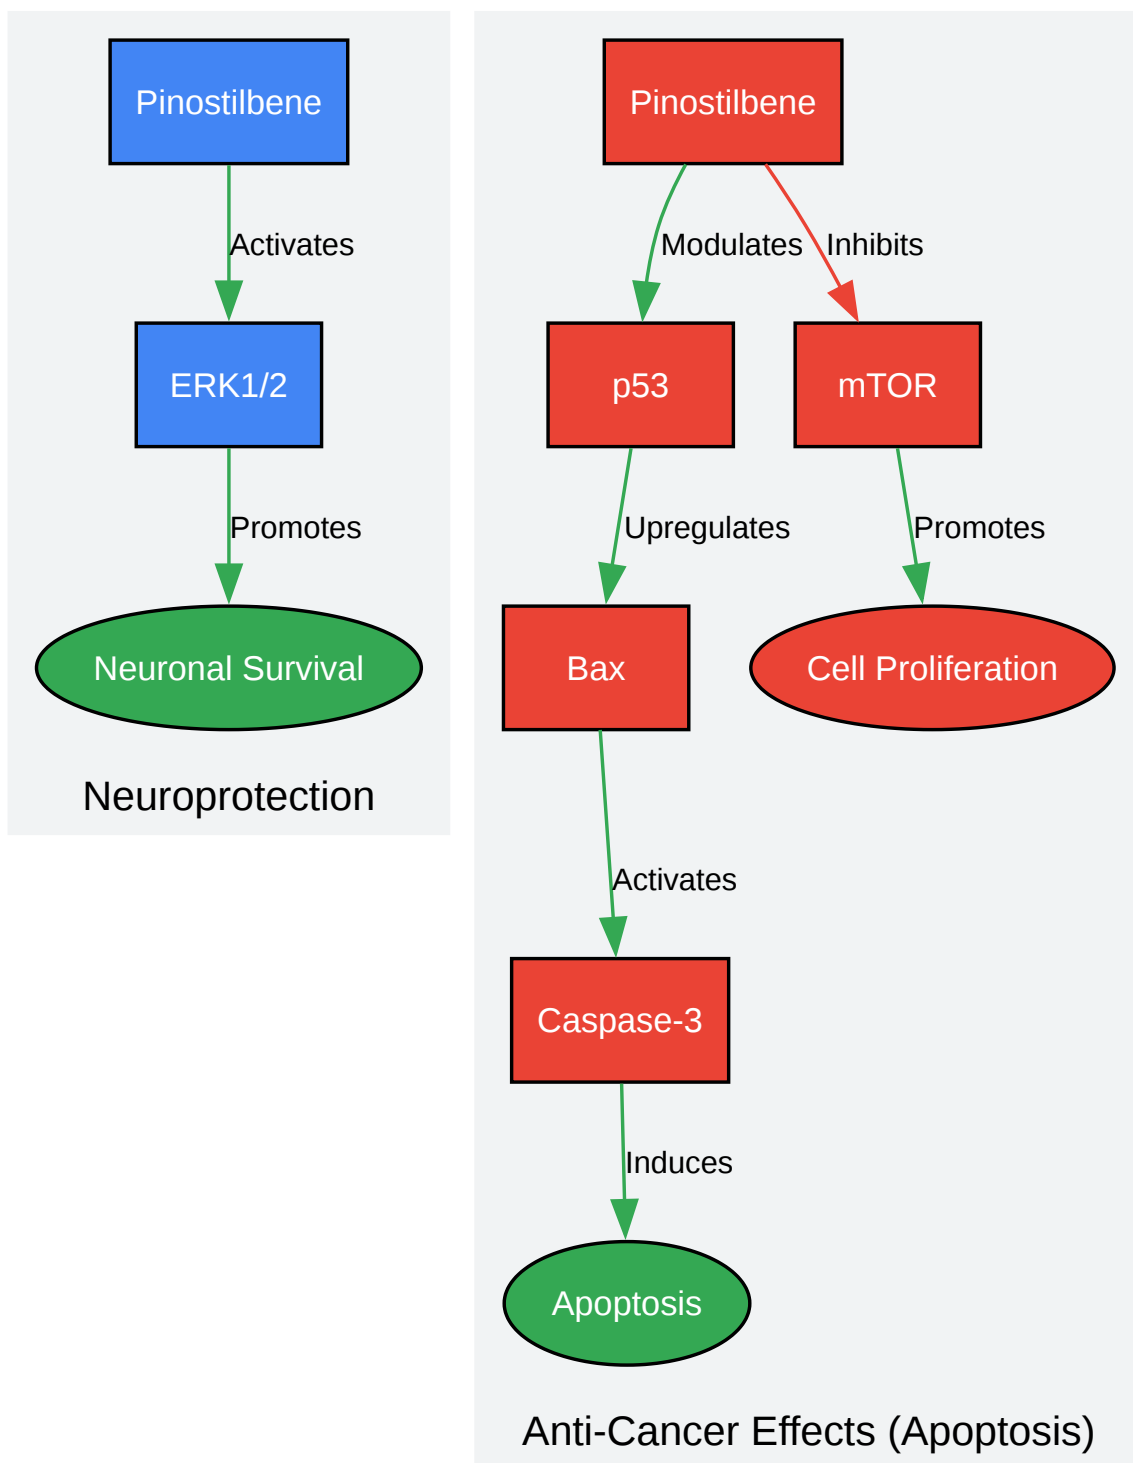 Pinostilbene
Activates
ERK1/2
Promotes
Neuronal Survival
Neuroprotection
Pinostilbene
Modulates
Inhibits
p53
mTOR
Upregulates
Promotes
Bax
Cell Proliferation
Activates
Caspase-3
Induces
Apoptosis
Anti-Cancer Effects (Apoptosis)